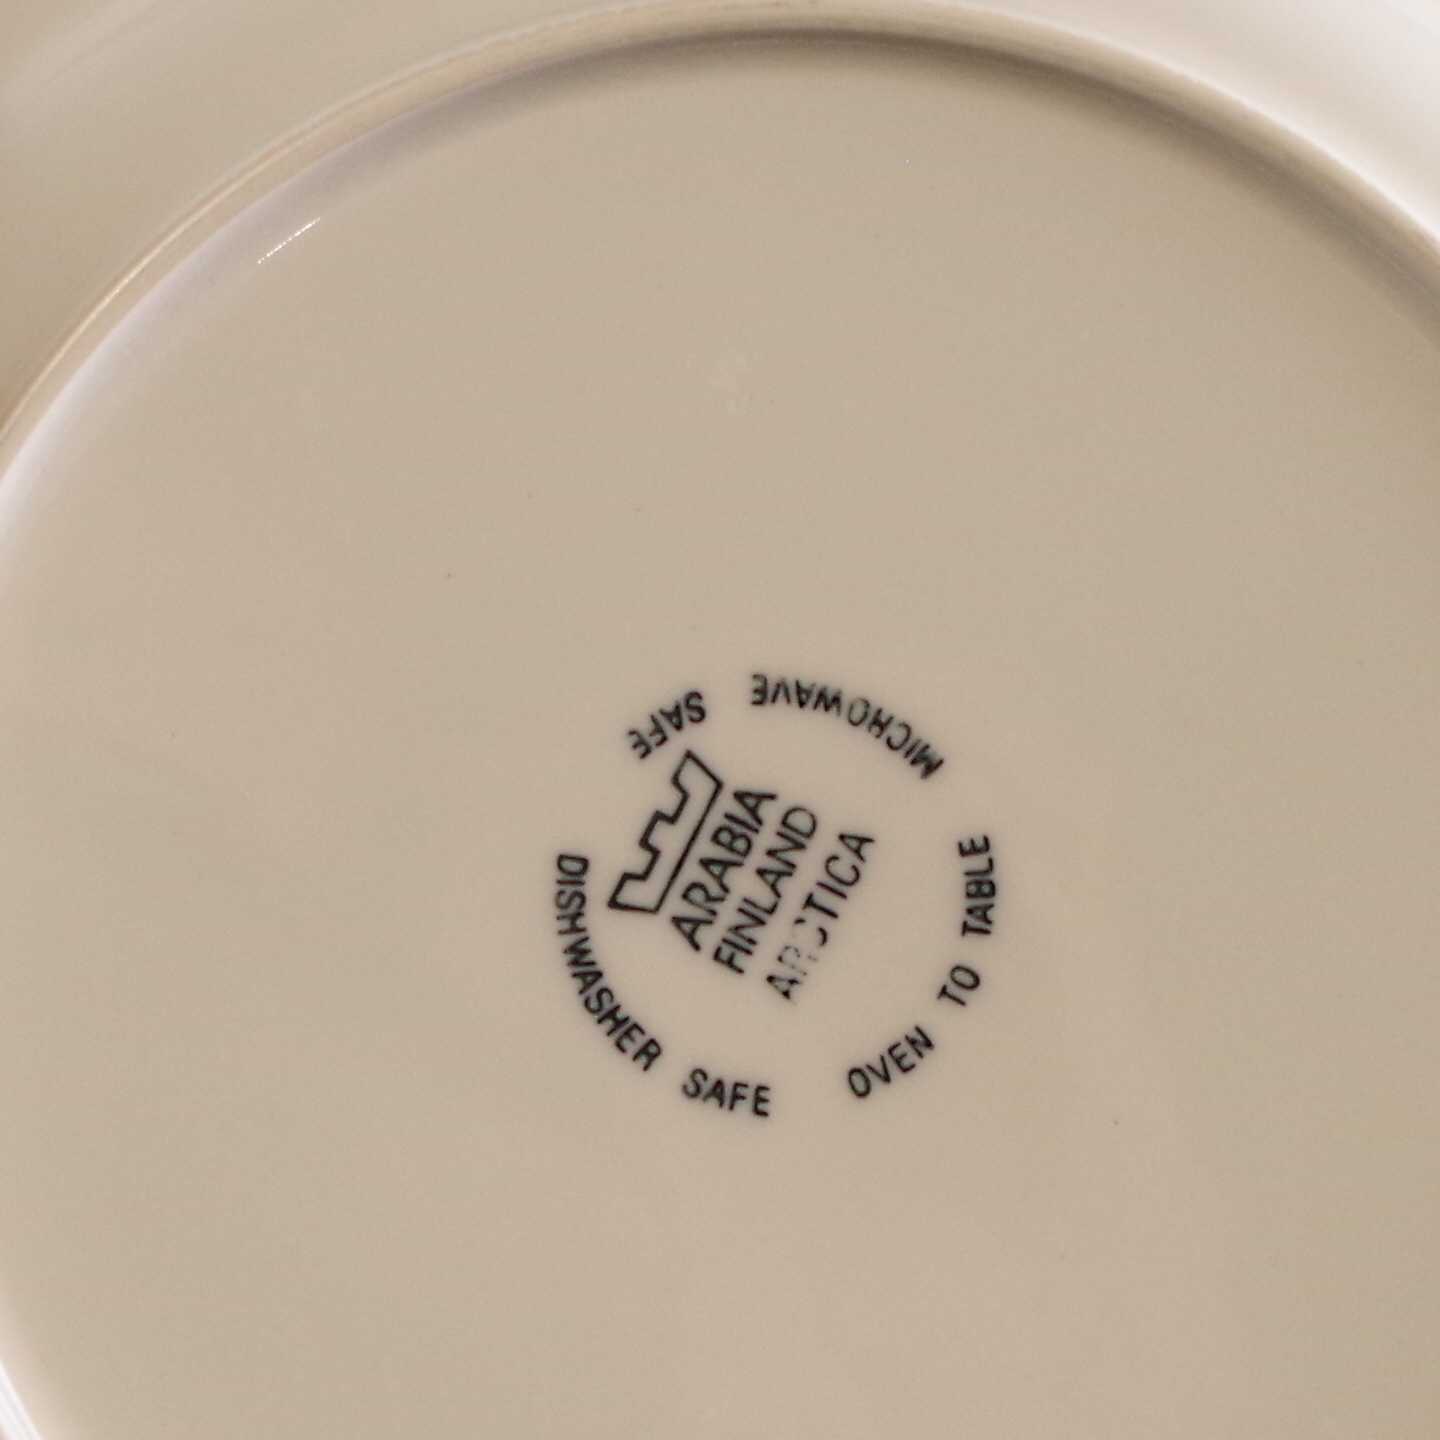 ARABIA
FINLAND
ARCTICA
DISHWASHER SAFE
OVEN TO TABLE
MICROWAVE SAFE